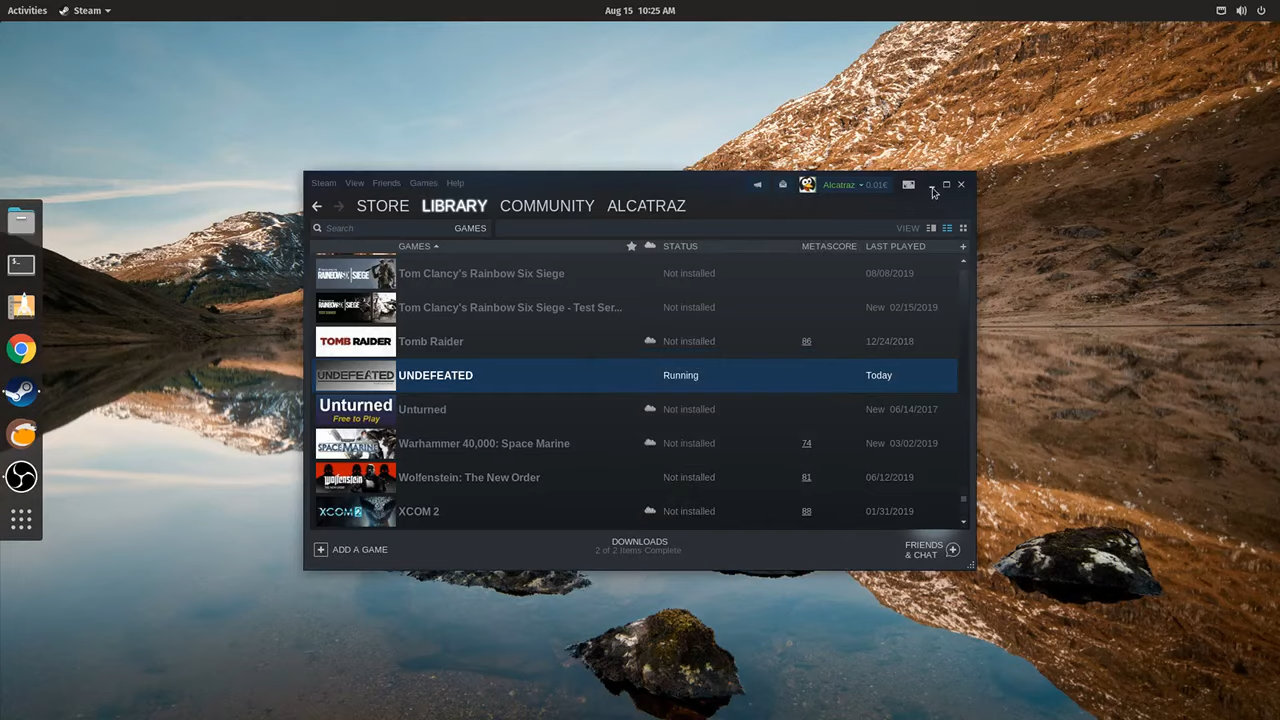 Activities Steam Aug 15 10:25 AM
Steam View Friends Games Help Alcatraz 0.01€
STORE LIBRARY COMMUNITY ALCATRAZ
Search GAMES VIEW
GAMES STATUS METASCORE LAST PLAYED +
RAINBOW SIX SIEGE Tom Clancy's Rainbow Six Siege Not installed 08/08/2019
Tom Clancy's Rainbow Six Siege - Test Ser... Not installed New 02/15/2019
TOMB RAIDER Tomb Raider Not installed 86 12/24/2018
UNDEFEATED UNDEFEATED Running Today
Unturned Free to Play Unturned Not installed New 06/14/2017
SPACE MARINE Warhammer 40,000: Space Marine Not installed 74 New 03/02/2019
Wolfenstein Wolfenstein: The New Order Not installed 81 06/12/2019
XCOM 2 XCOM 2 Not installed 88 01/31/2019
+ ADD A GAME
DOWNLOADS
2 of 2 Items Complete
FRIENDS
& CHAT +